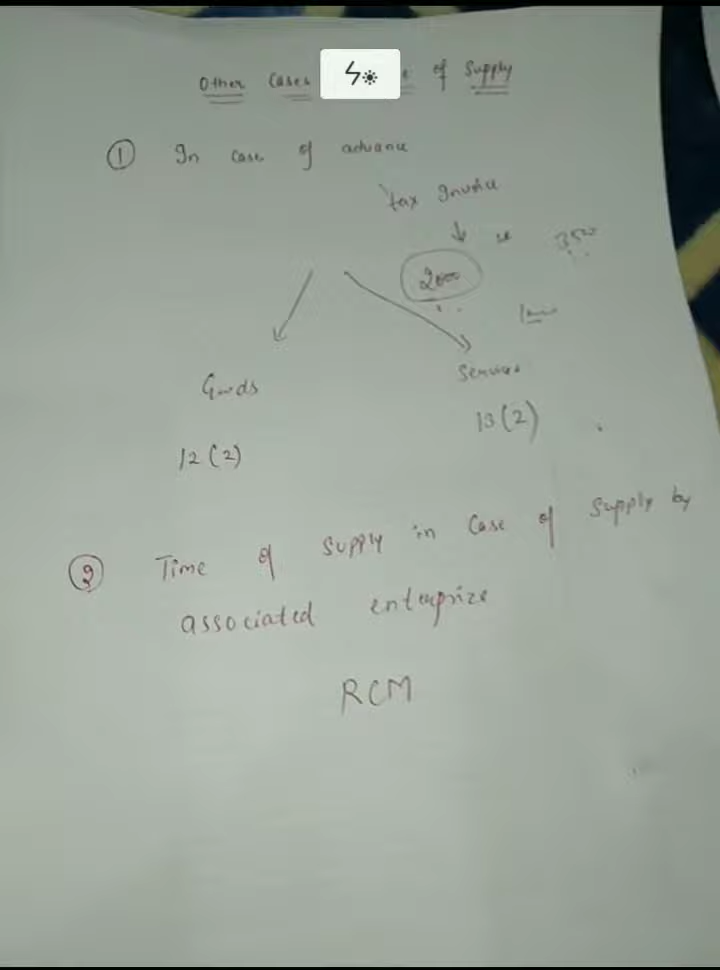 Other Cases of Supply
① In case of advance
Tax Invoice
2000
3500
Goods
Services
12(2)
13(2)
② Time of Supply in Case of Supply by
associated enterprize
RCM